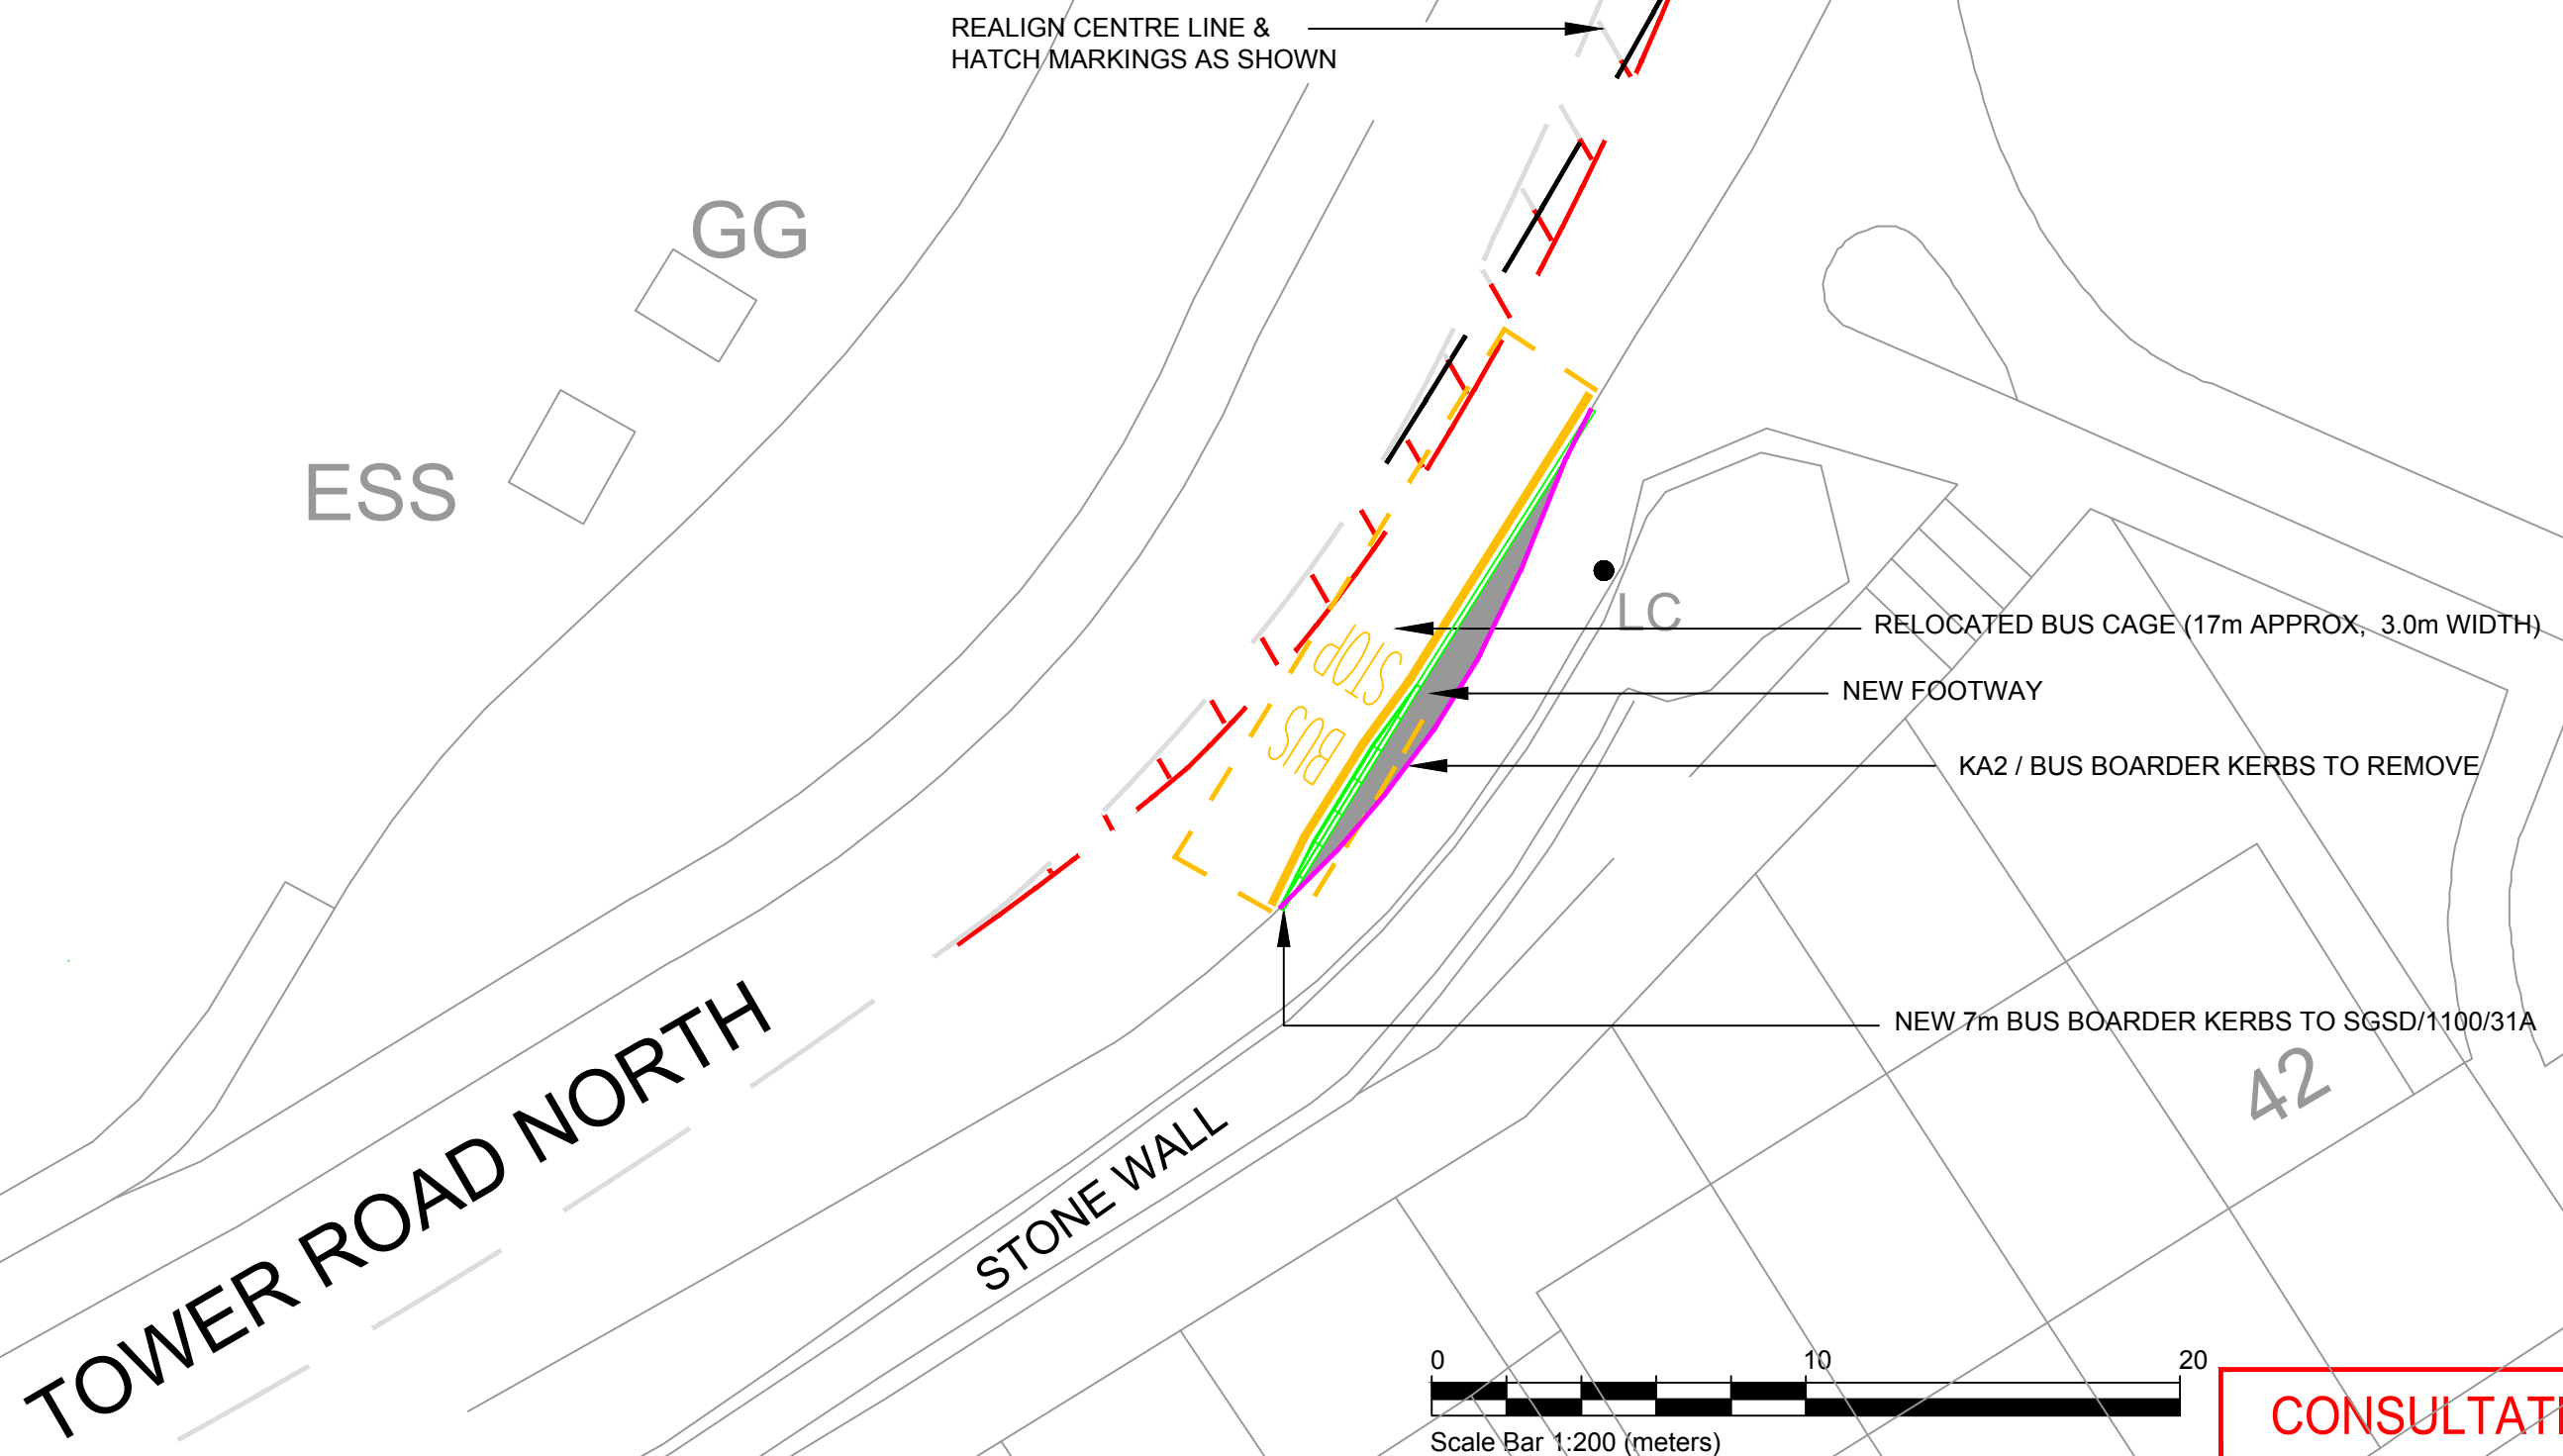 REALIGN CENTRE LINE &
HATCH MARKINGS AS SHOWN
GG
ESS
LC
RELOCATED BUS CAGE (17m APPROX, 3.0m WIDTH)
STOP
BUS
NEW FOOTWAY
KA2 / BUS BOARDER KERBS TO REMOVE
NEW 7m BUS BOARDER KERBS TO SGSD/1100/31A
42
TOWER ROAD NORTH
STONE WALL
0 10 20
Scale Bar 1:200 (meters)